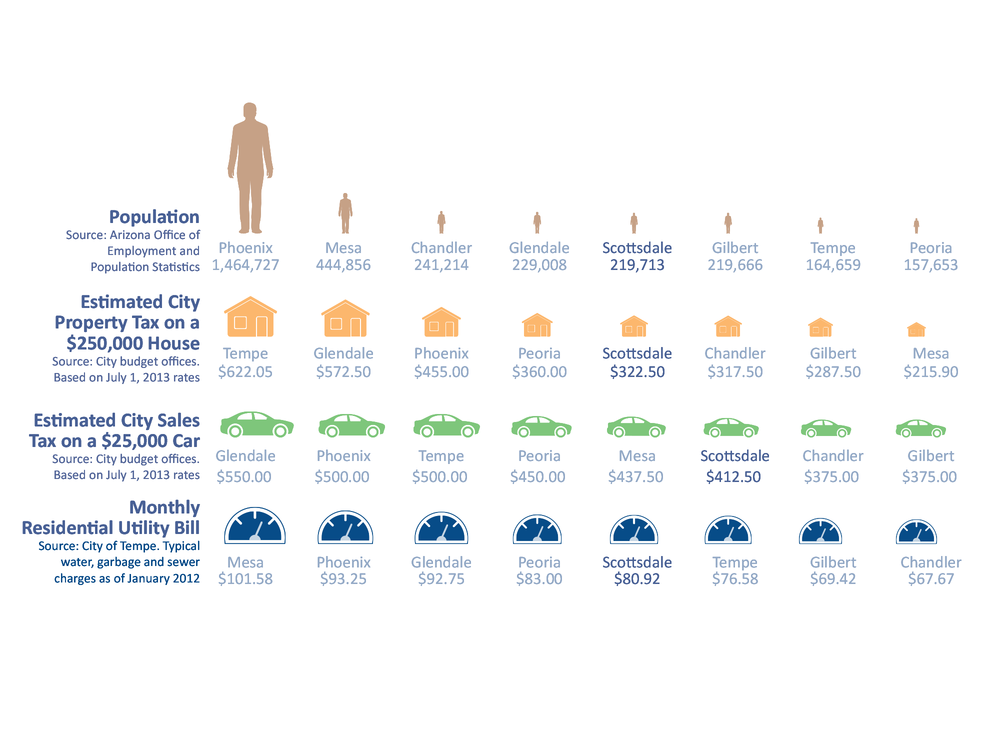 Population
Source: Arizona Office of
Employment and
Population Statistics
Phoenix Mesa Chandler Glendale Scottsdale Gilbert Tempe Peoria
1,464,727 444,856 241,214 229,008 219,713 219,666 164,659 157,653
Estimated City
Property Tax on a
$250,000 House
Source: City budget offices.
Based on July 1, 2013 rates
Tempe Glendale Phoenix Peoria Scottsdale Chandler Gilbert Mesa
$622.05 $572.50 $455.00 $360.00 $322.50 $317.50 $287.50 $215.90
Estimated City Sales
Tax on a $25,000 Car
Source: City budget offices.
Based on July 1, 2013 rates
Glendale Phoenix Tempe Peoria Mesa Scottsdale Chandler Gilbert
$550.00 $500.00 $500.00 $450.00 $437.50 $412.50 $375.00 $375.00
Monthly
Residential Utility Bill
Source: City of Tempe. Typical
water, garbage and sewer
charges as of January 2012
Mesa Phoenix Glendale Peoria Scottsdale Tempe Gilbert Chandler
$101.58 $93.25 $92.75 $83.00 $80.92 $76.58 $69.42 $67.67